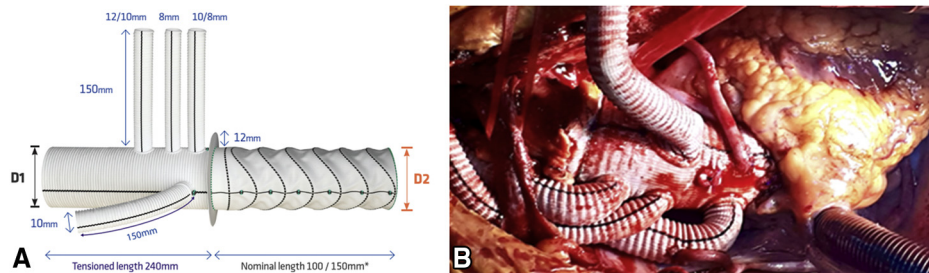 12/10mm 8mm 10/8mm
150mm
12mm
D1
D2
10mm
150mm
A
Tensioned length 240mm
Nominal length 100 / 150mm*
B